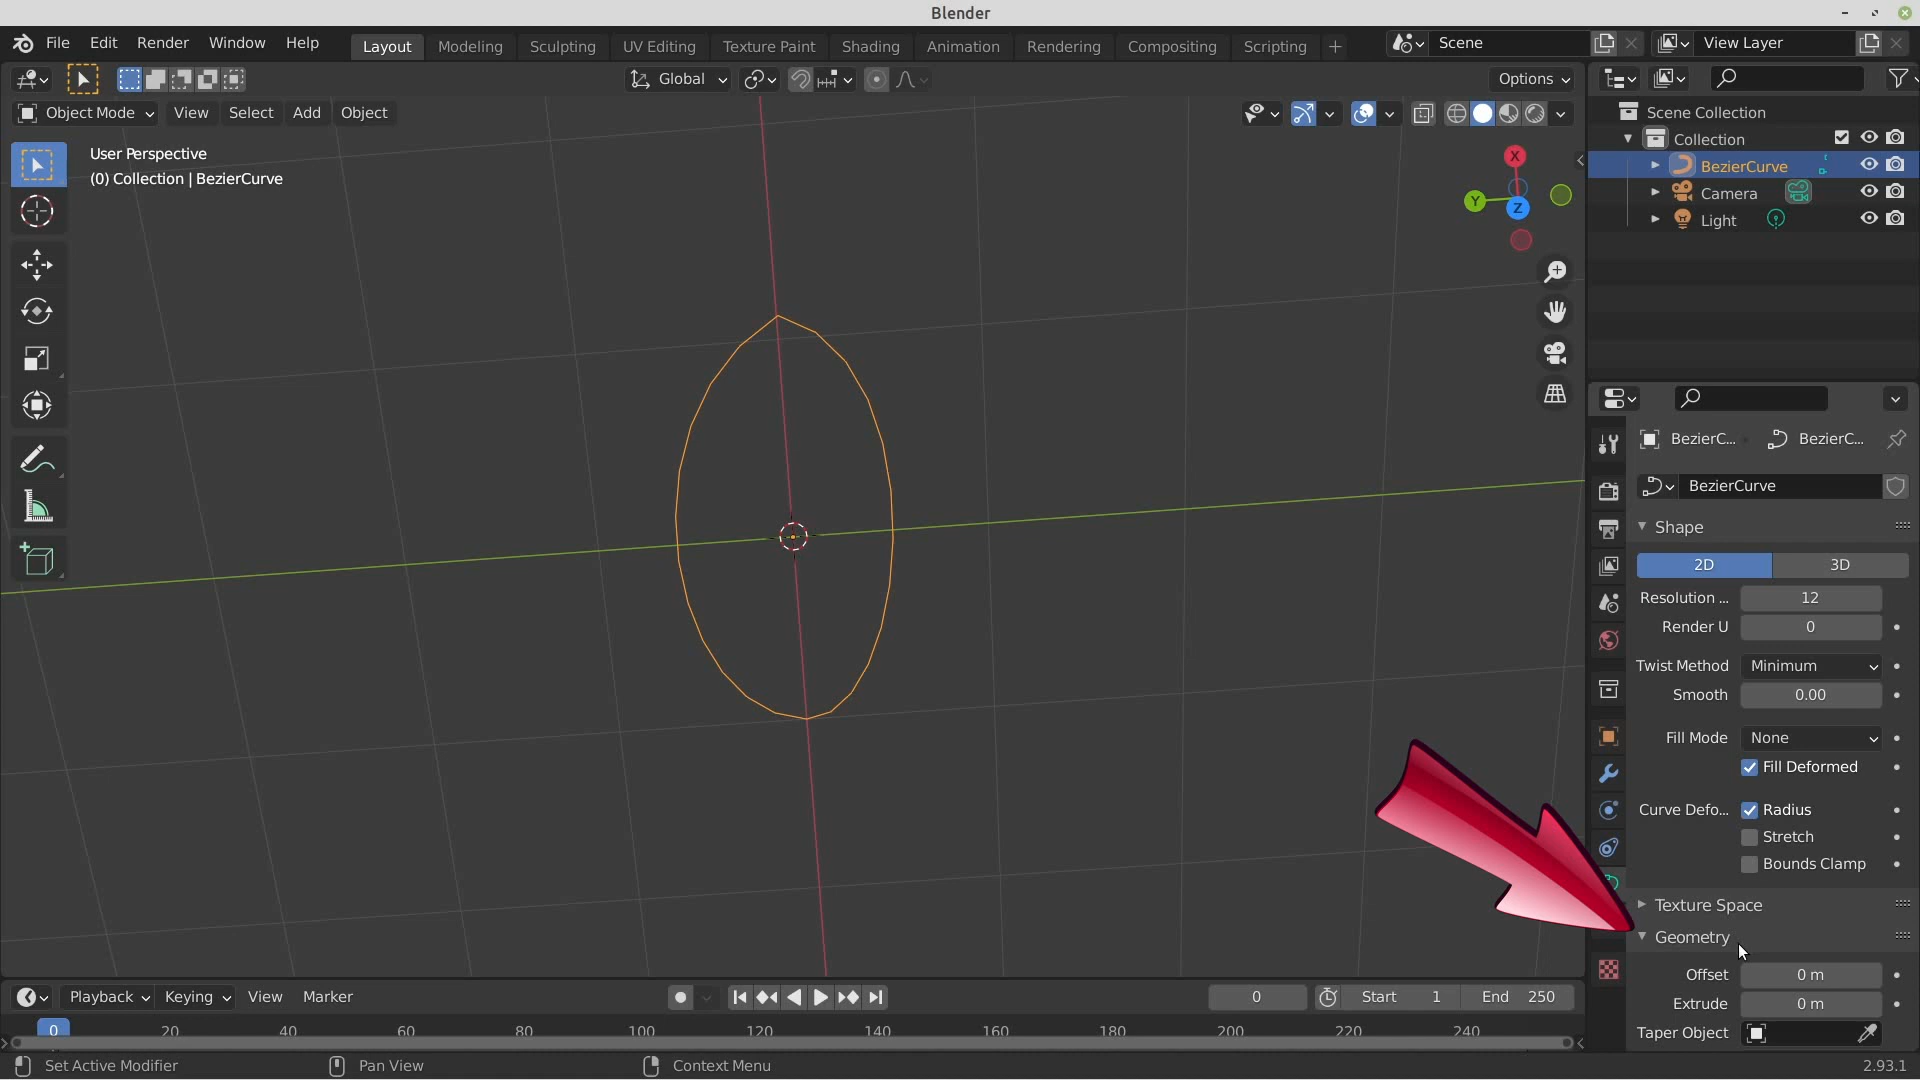 Blender
File Edit Render Window Help Layout Modeling Sculpting UV Editing Texture Paint Shading Animation Rendering Compositing Scripting + Scene View Layer
Global Options
Object Mode View Select Add Object
User Perspective
(0) Collection | BezierCurve
X
Y
Z
Scene Collection
Collection
BezierCurve
Camera
Light
BezierC... BezierC...
BezierCurve
Shape
2D 3D
Resolution ... 12
Render U 0
Twist Method Minimum
Smooth 0.00
Fill Mode None
Fill Deformed
Curve Defo... Radius
Stretch
Bounds Clamp
Texture Space
Geometry
Offset 0 m
Extrude 0 m
Taper Object
Playback Keying View Marker 0 Start 1 End 250
0 20 40 60 80 100 120 140 160 180 200 220 240
Set Active Modifier Pan View Context Menu 2.93.1